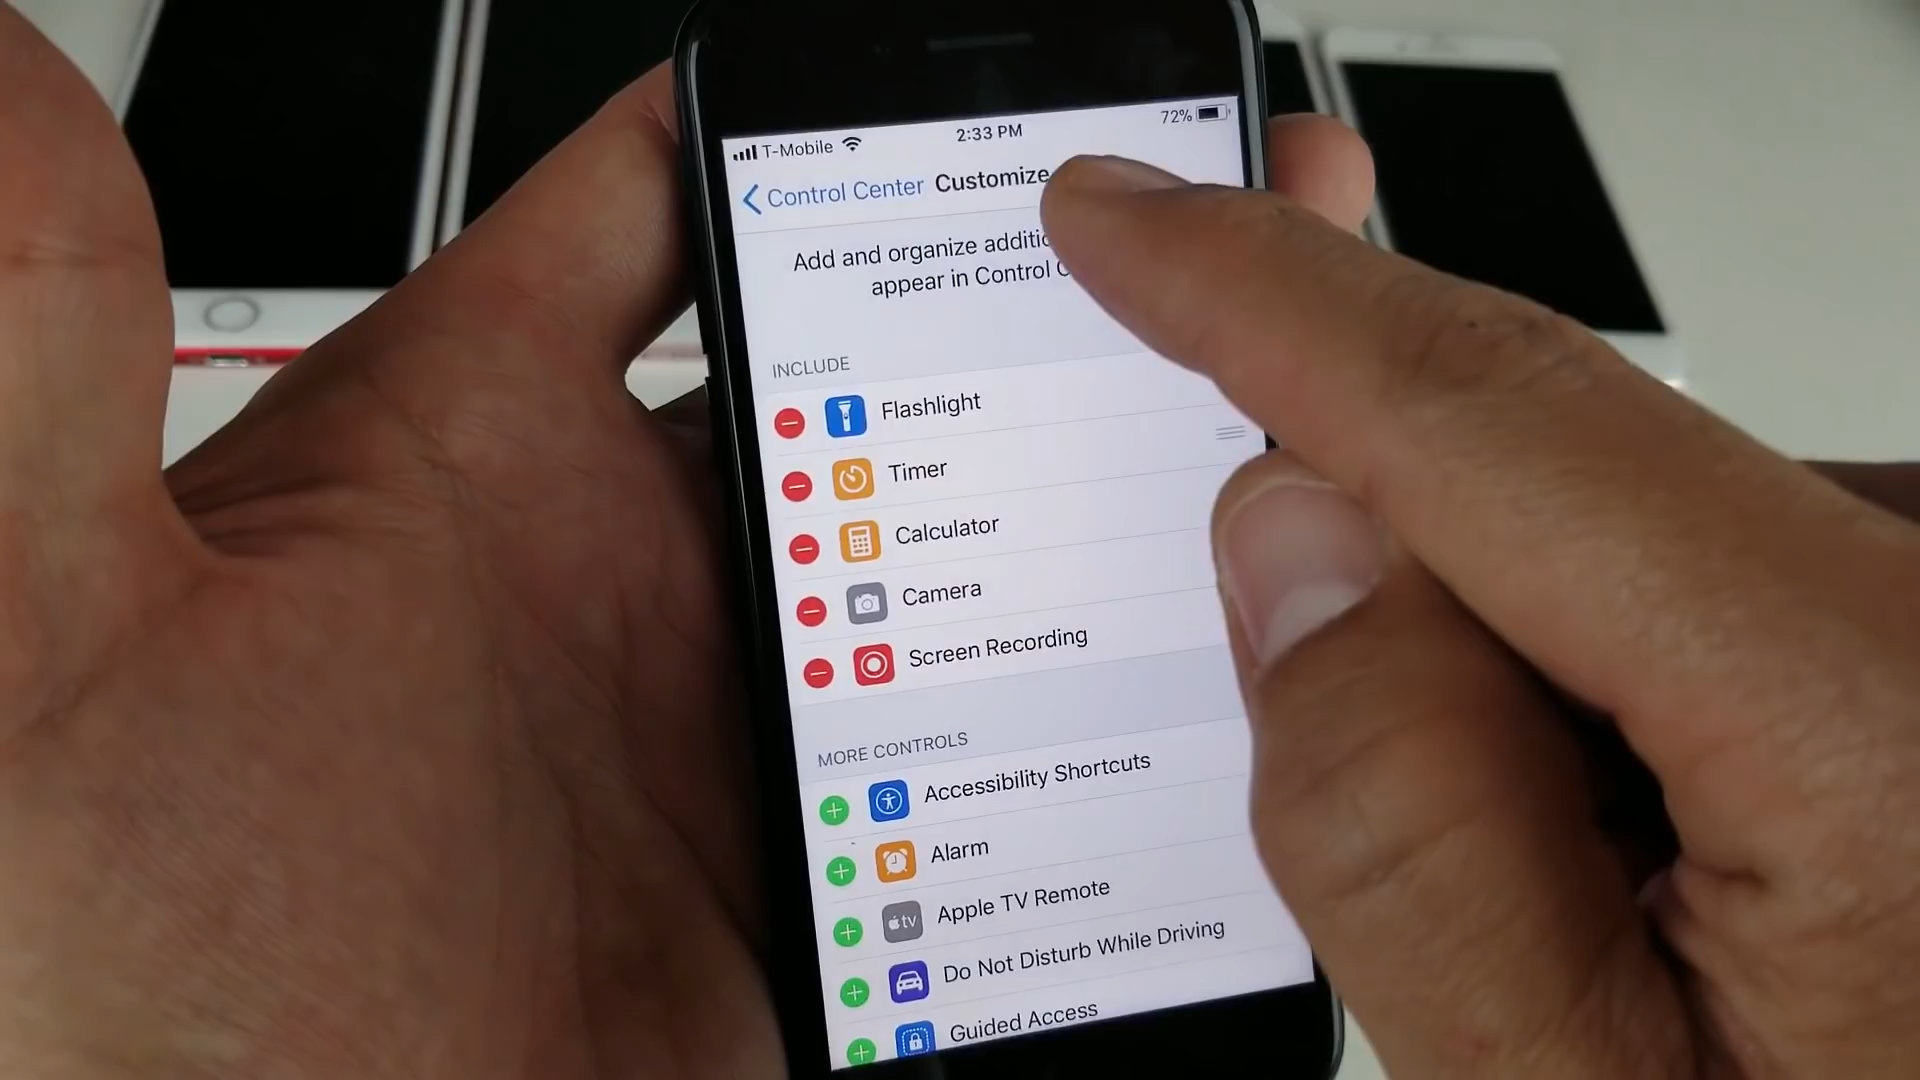 T-Mobile
2:33 PM
72%
Control Center
Customize
Add and organize
appear in Control
INCLUDE
Flashlight
Timer
Calculator
Camera
Screen Recording
MORE CONTROLS
Accessibility Shortcuts
Alarm
tv
Apple TV Remote
Do Not Disturb While Driving
Guided Access